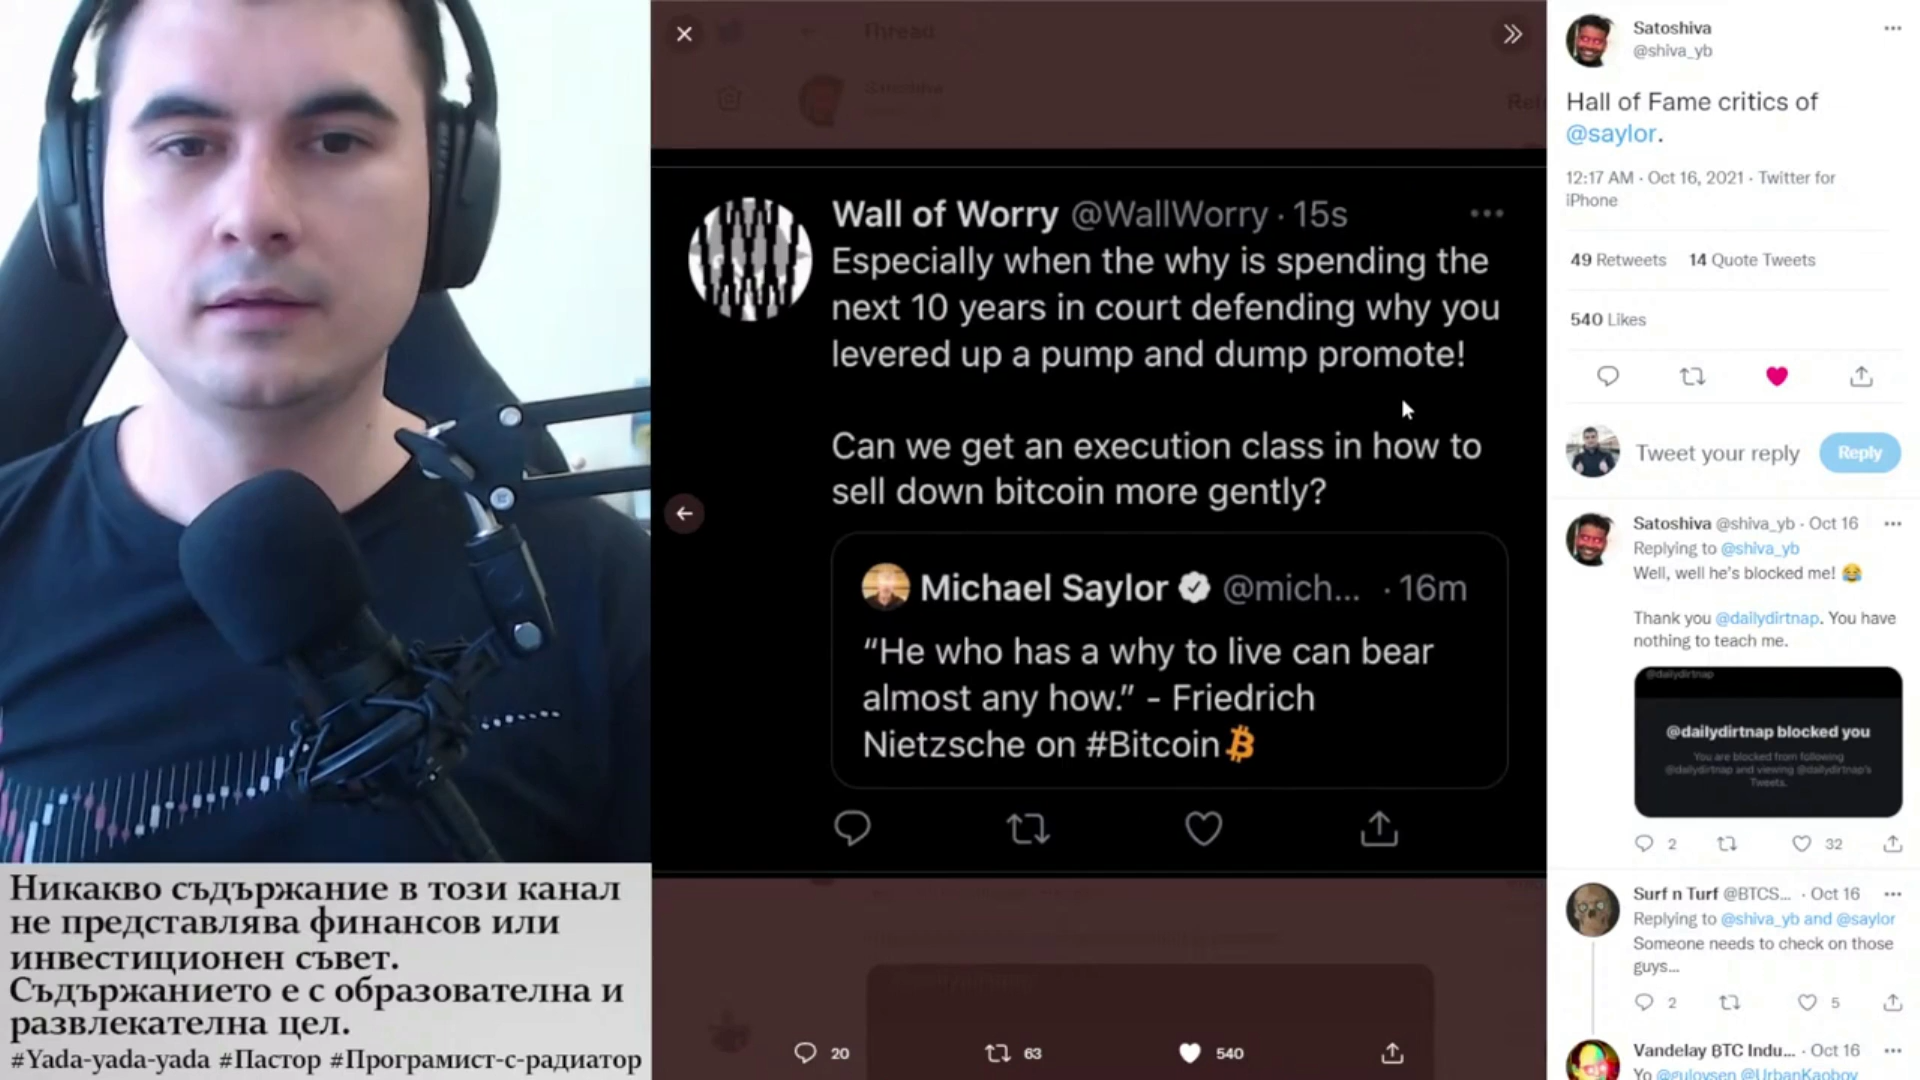 Никакво съдържание в този канал
не представлява финансов или
инвестиционен съвет.
Съдържанието е с образователна и
развлекателна цел.
#Yada-yada-yada #Пастор #Програмист-с-радиатор
Thread
Satoshiva
Wall of Worry @WallWorry · 15s
Especially when the why is spending the
next 10 years in court defending why you
levered up a pump and dump promote!
Can we get an execution class in how to
sell down bitcoin more gently?
Michael Saylor @mich... · 16m
“He who has a why to live can bear
almost any how.” - Friedrich
Nietzsche on #Bitcoin
20 63 540
Satoshiva
@shiva_yb
Hall of Fame critics of
@saylor.
12:17 AM · Oct 16, 2021 · Twitter for
iPhone
49 Retweets 14 Quote Tweets
540 Likes
Tweet your reply Reply
Satoshiva @shiva_yb · Oct 16
Replying to @shiva_yb
Well, well he's blocked me! 😂
Thank you @dailydirtnap. You have
nothing to teach me.
@dailydirtnap
@dailydirtnap blocked you
You are blocked from following
@dailydirtnap and viewing @dailydirtnap's
Tweets.
2 32
Surf n Turf @BTCS... · Oct 16
Replying to @shiva_yb and @saylor
Someone needs to check on those
guys...
2 5
Vandelay BTC Indu... · Oct 16
Yo @guloysen @UrbanKaoboy